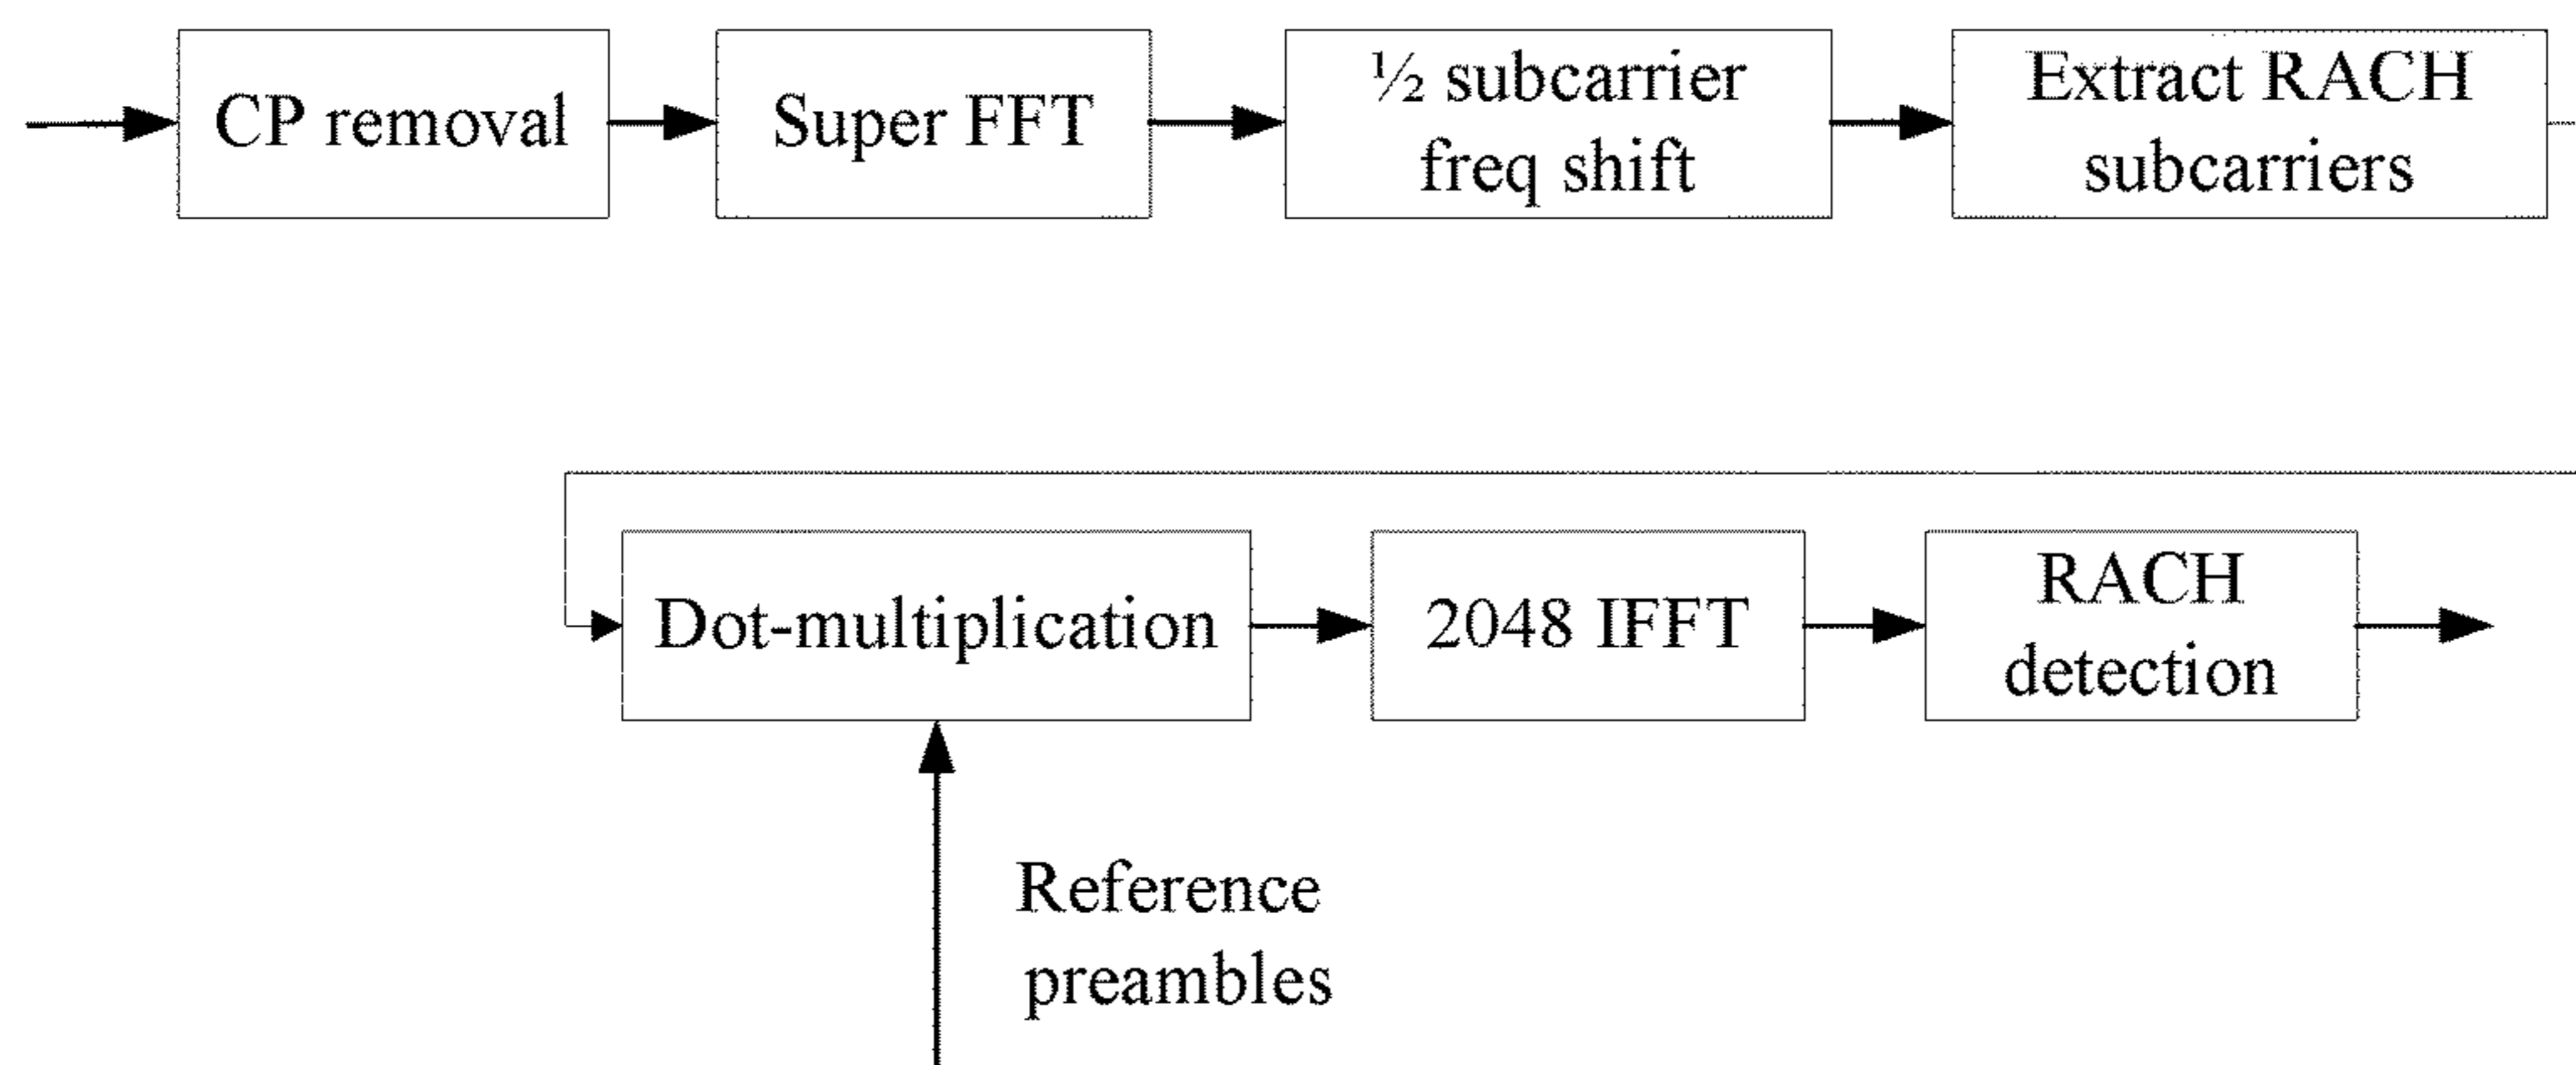 CP removal
Super FFT
½ subcarrier
freq shift
Extract RACH
subcarriers
Dot-multiplication
2048 IFFT
RACH
detection
Reference
preambles